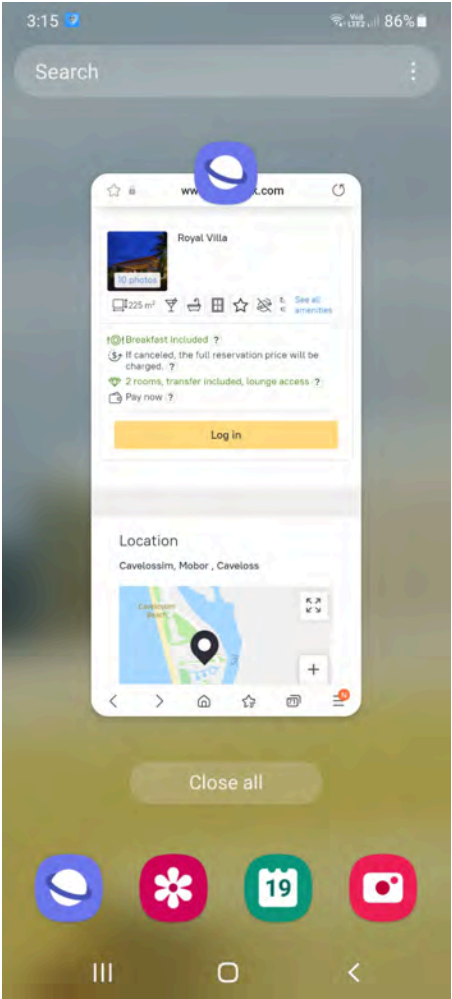 3:15
86%
Search
10 photos
Royal Villa
225 m²
See all
amenities
Breakfast included ?
If canceled, the full reservation price will be
charged. ?
2 rooms, transfer included, lounge access ?
Pay now ?
Log in
Location
Cavelossim, Mobor , Caveloss
Cavelossim
Beach
Close all
19